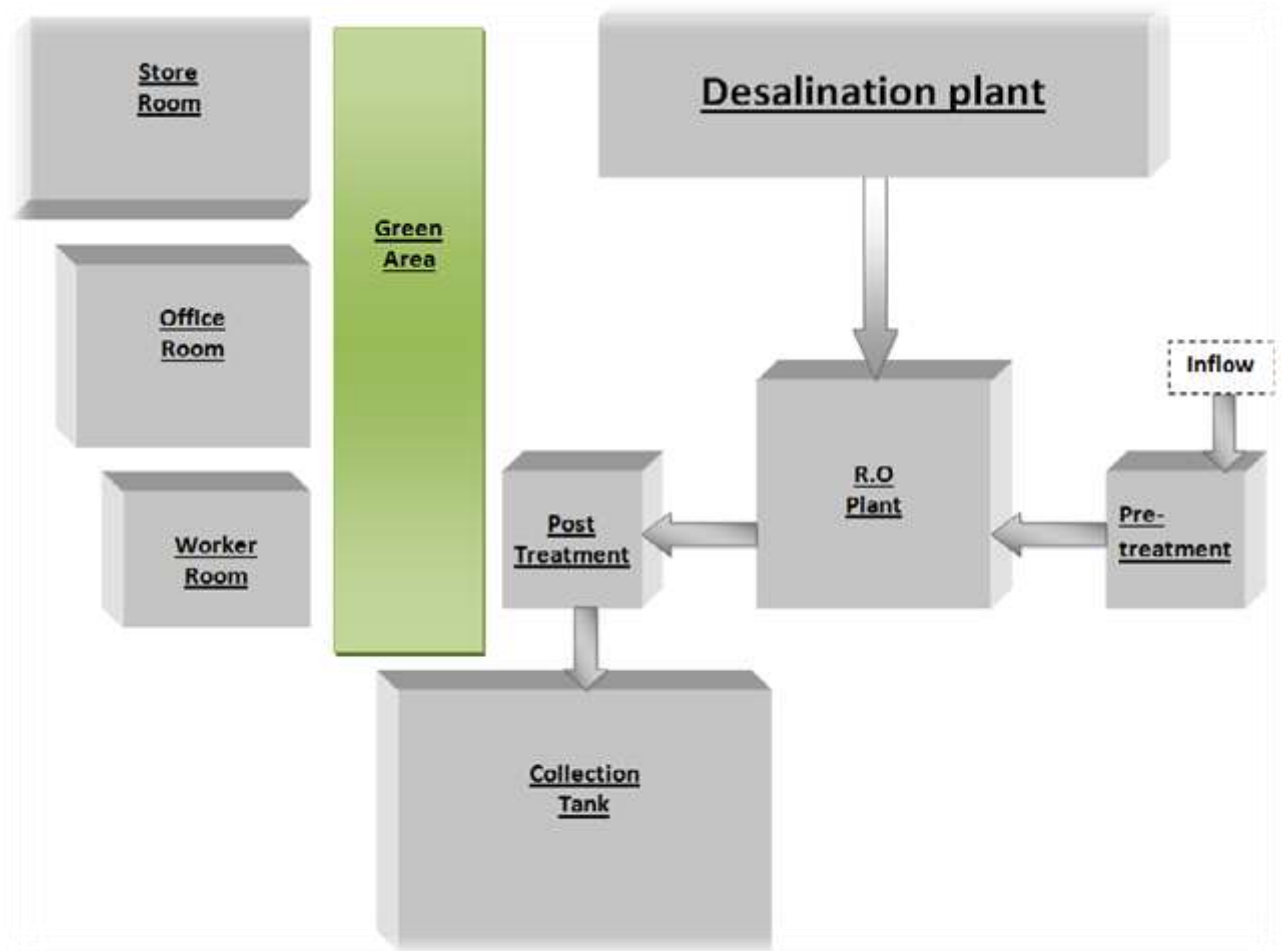 Store
Room
Desalination plant
Green
Area
Office
Room
Inflow
R.O
Plant
Pre-
treatment
Post
Treatment
Worker
Room
Collection
Tank